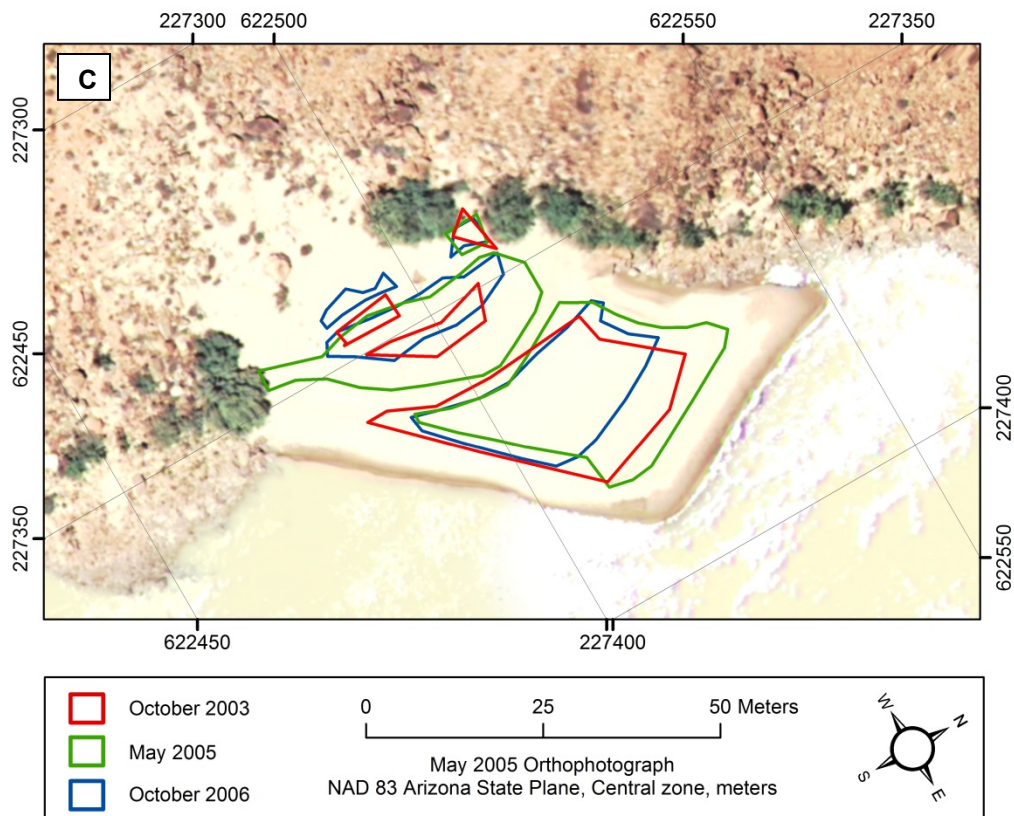 227300 622500 622550 227350
C
227300
622450
227350
227400
622550
622450 227400
October 2003
May 2005
October 2006
0 25 50 Meters
May 2005 Orthophotograph
NAD 83 Arizona State Plane, Central zone, meters
W N
S E